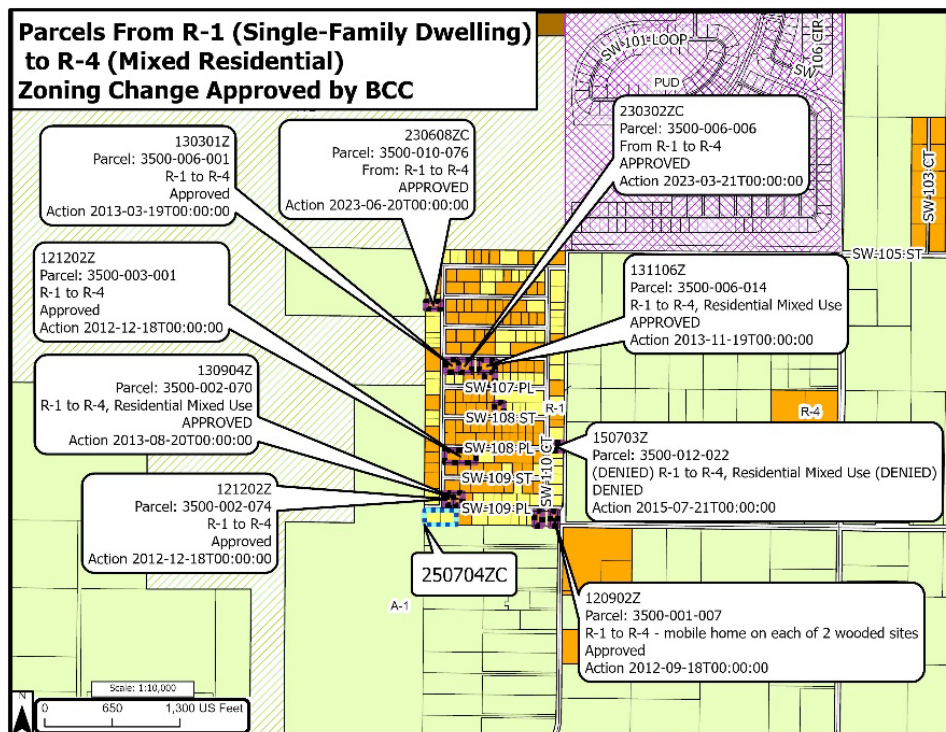 Parcels From R-1 (Single-Family Dwelling)
to R-4 (Mixed Residential)
Zoning Change Approved by BCC
SW 101 LOOP
SW 106 CIR
PUD
130301Z
Parcel: 3500-006-001
R-1 to R-4
Approved
Action 2013-03-19T00:00:00
230608ZC
Parcel: 3500-010-076
From: R-1 to R-4
APPROVED
Action 2023-06-20T00:00:00
230302ZC
Parcel: 3500-006-006
From R-1 to R-4
APPROVED
Action 2023-03-21T00:00:00
SW 103 CT
SW 105 ST
121202Z
Parcel: 3500-003-001
R-1 to R-4
Approved
Action 2012-12-18T00:00:00
131106Z
Parcel: 3500-006-014
R-1 to R-4, Residential Mixed Use
APPROVED
Action 2013-11-19T00:00:00
130904Z
Parcel: 3500-002-070
R-1 to R-4, Residential Mixed Use
APPROVED
Action 2013-08-20T00:00:00
SW 107 PL
SW 108 ST
SW 108 PL
SW 109 ST
SW 109 PL
SW 110 CT
R-1
R-4
150703Z
Parcel: 3500-012-022
(DENIED) R-1 to R-4, Residential Mixed Use (DENIED)
DENIED
Action 2015-07-21T00:00:00
121202Z
Parcel: 3500-002-074
R-1 to R-4
Approved
Action 2012-12-18T00:00:00
250704ZC
A-1
120902Z
Parcel: 3500-001-007
R-1 to R-4 - mobile home on each of 2 wooded sites
Approved
Action 2012-09-18T00:00:00
Scale: 1:10,000
N
0 650 1,300 US Feet